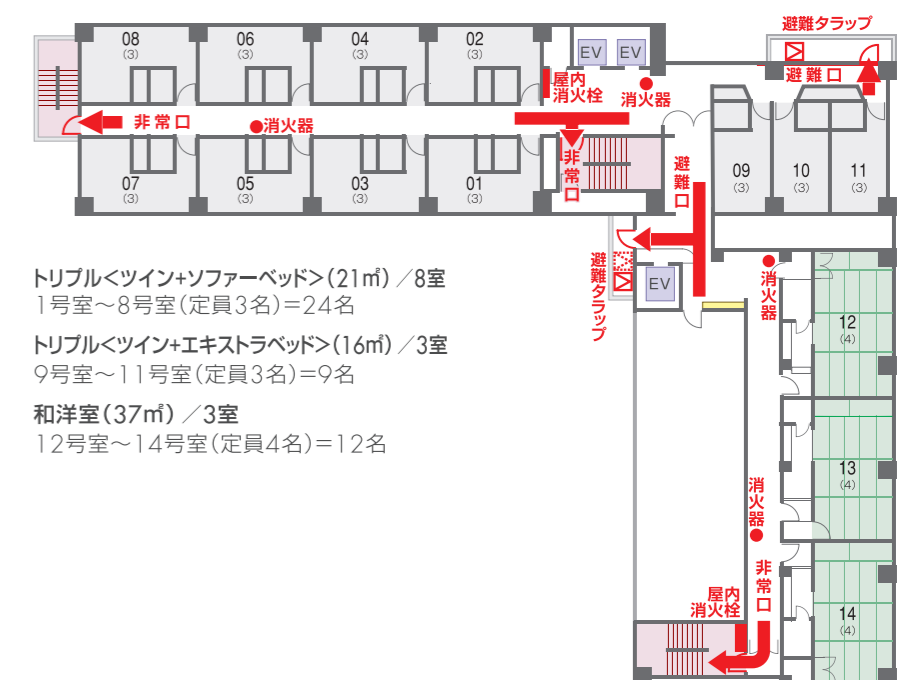 避難タラップ
08
(3)
06
(3)
04
(3)
02
(3)
EV
EV
避難口
屋内
消火栓
消火器
非常口
消火器
非常口
避難口
09
(3)
10
(3)
11
(3)
07
(3)
05
(3)
03
(3)
01
(3)
避難タラップ
EV
消火器
トリプル<ツイン+ソファーベッド>(21㎡)/8室
1号室〜8号室(定員3名)=24名
トリプル<ツイン+エキストラベッド>(16㎡)/3室
9号室〜11号室(定員3名)=9名
和洋室(37㎡)/3室
12号室〜14号室(定員4名)=12名
12
(4)
13
(4)
消火器
非常口
屋内
消火栓
14
(4)